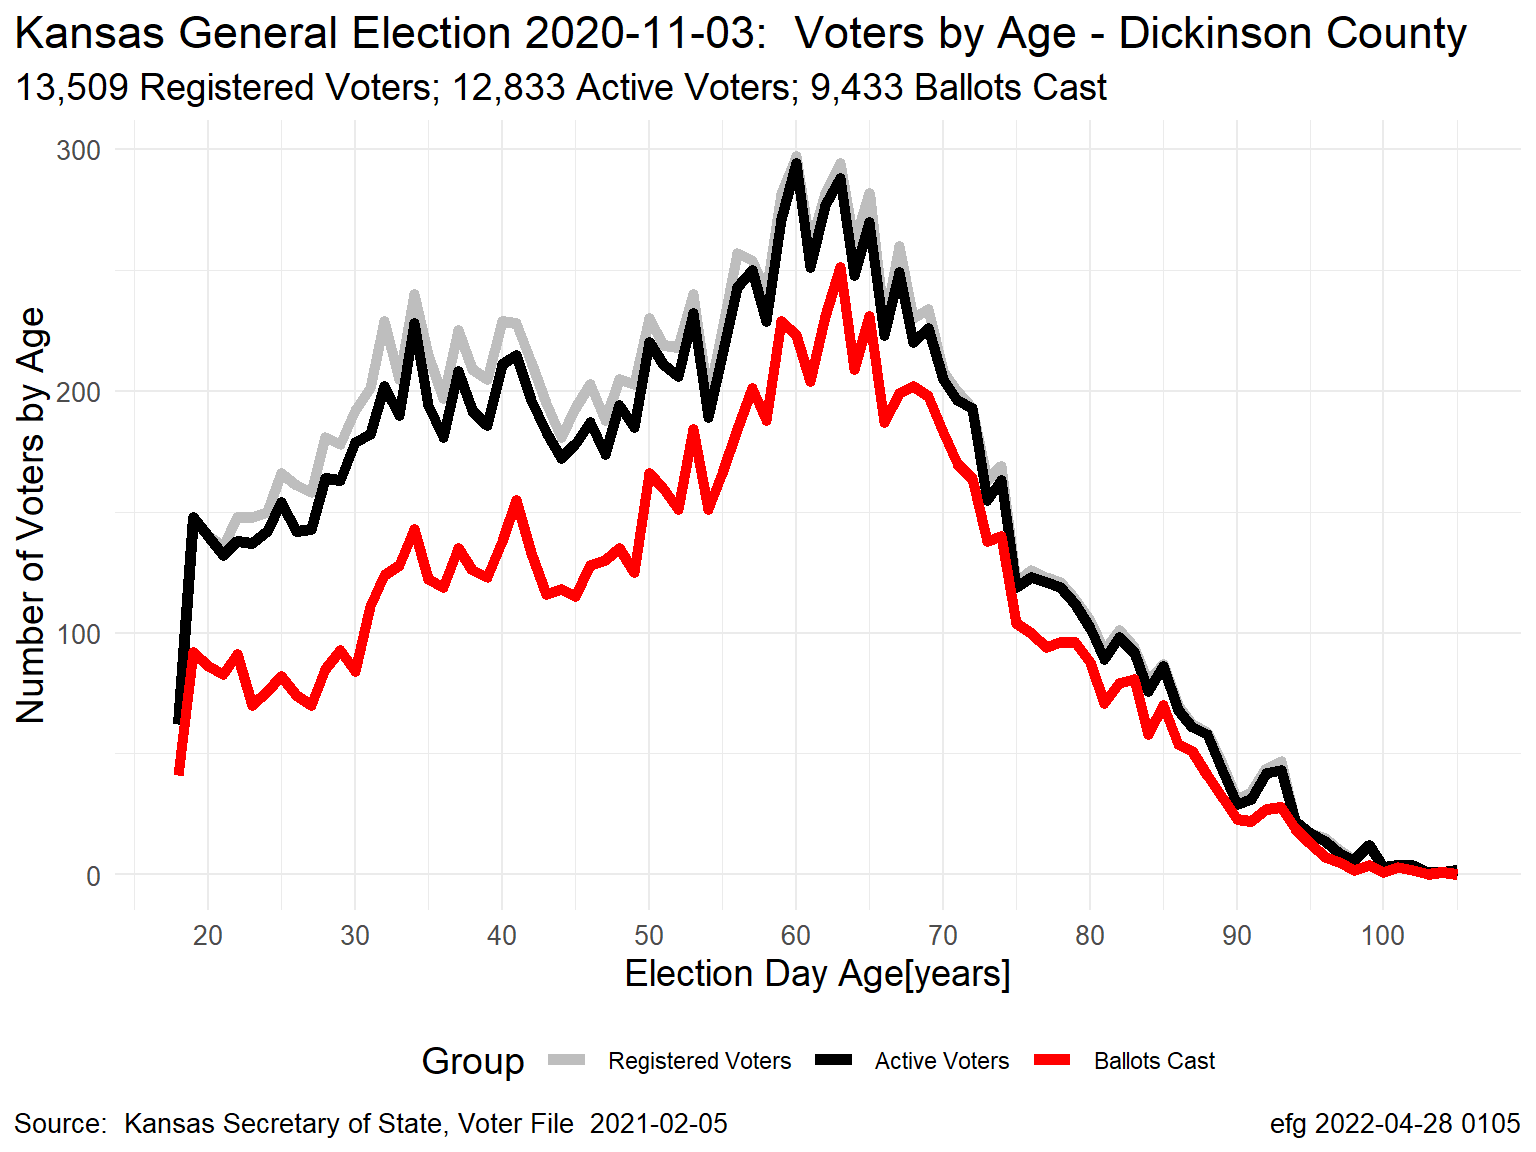 Kansas General Election 2020-11-03:  Voters by Age - Dickinson County
13,509 Registered Voters; 12,833 Active Voters; 9,433 Ballots Cast
Number of Voters by Age
300
200
100
0
20 30 40 50 60 70 80 90 100
Election Day Age[years]
Group Registered Voters Active Voters Ballots Cast
Source:  Kansas Secretary of State, Voter File  2021-02-05 efg 2022-04-28 0105